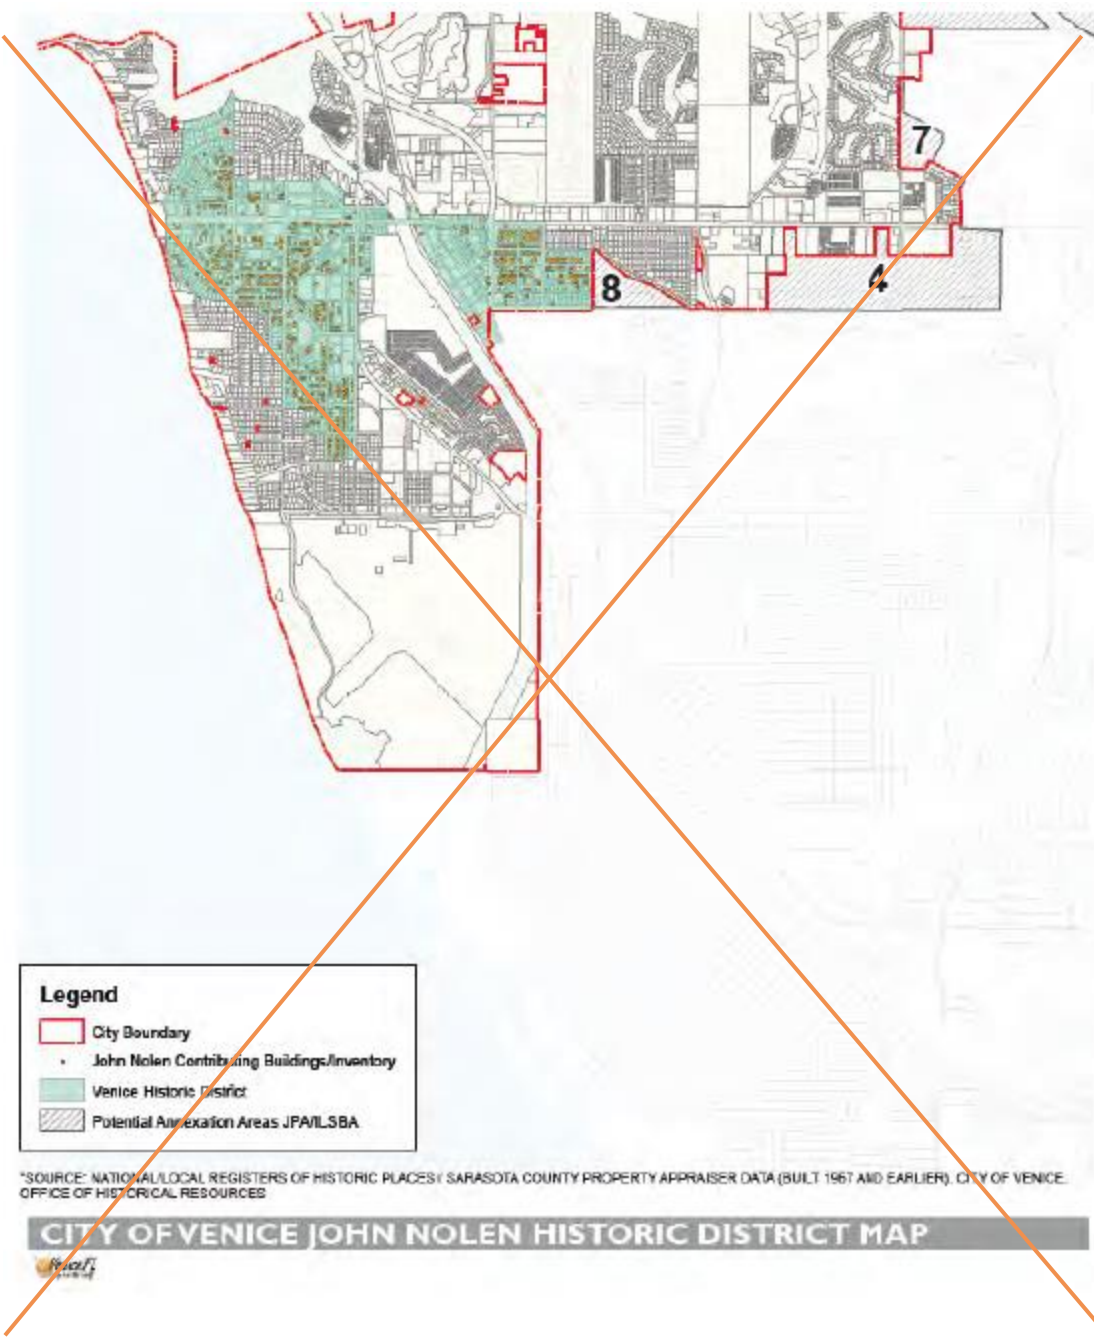 7
4
8
Legend
City Boundary
John Nolen Contributing Buildings/Inventory
Venice Historic District
Potential Annexation Areas JPA/ILSBA
*SOURCE: NATIONAL/LOCAL REGISTERS OF HISTORIC PLACES/ SARASOTA COUNTY PROPERTY APPRAISER DATA (BUILT 1967 AND EARLIER), CITY OF VENICE,
OFFICE OF HISTORICAL RESOURCES
CITY OF VENICE JOHN NOLEN HISTORIC DISTRICT MAP